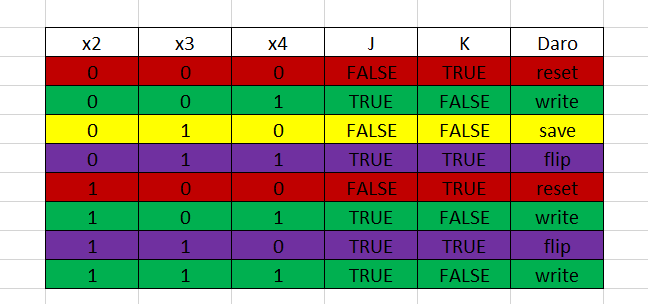 x2 x3 x4 J K Daro
0 0 0 FALSE TRUE reset
0 0 1 TRUE FALSE write
0 1 0 FALSE FALSE save
0 1 1 TRUE TRUE flip
1 0 0 FALSE TRUE reset
1 0 1 TRUE FALSE write
1 1 0 TRUE TRUE flip
1 1 1 TRUE FALSE write